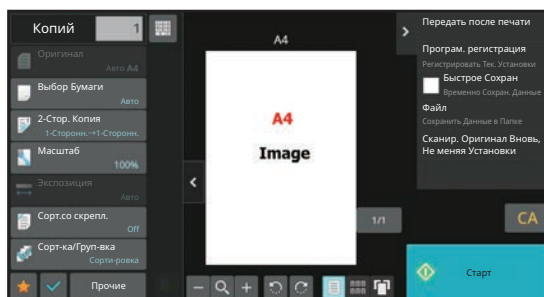 Копий 1
Оригинал
Авто A4
Выбор Бумаги
Авто
2-Стор. Копия
1-Сторонн.→1-Сторонн.
Масштаб
100%
Экспозиция
Авто
Сорт.со скрепл.
Off
Сорт-ка/Груп-вка
Сорти-ровка
Прочие
A4
A4
Image
1/1
Передать после печати
Програм. регистрация
Регистрировать Тек. Установки
Быстрое Сохран
Временно Сохран. Данные
Файл
Сохранить Данные в Папке
Сканир. Оригинал Вновь,
Не меняя Установки
CA
Старт